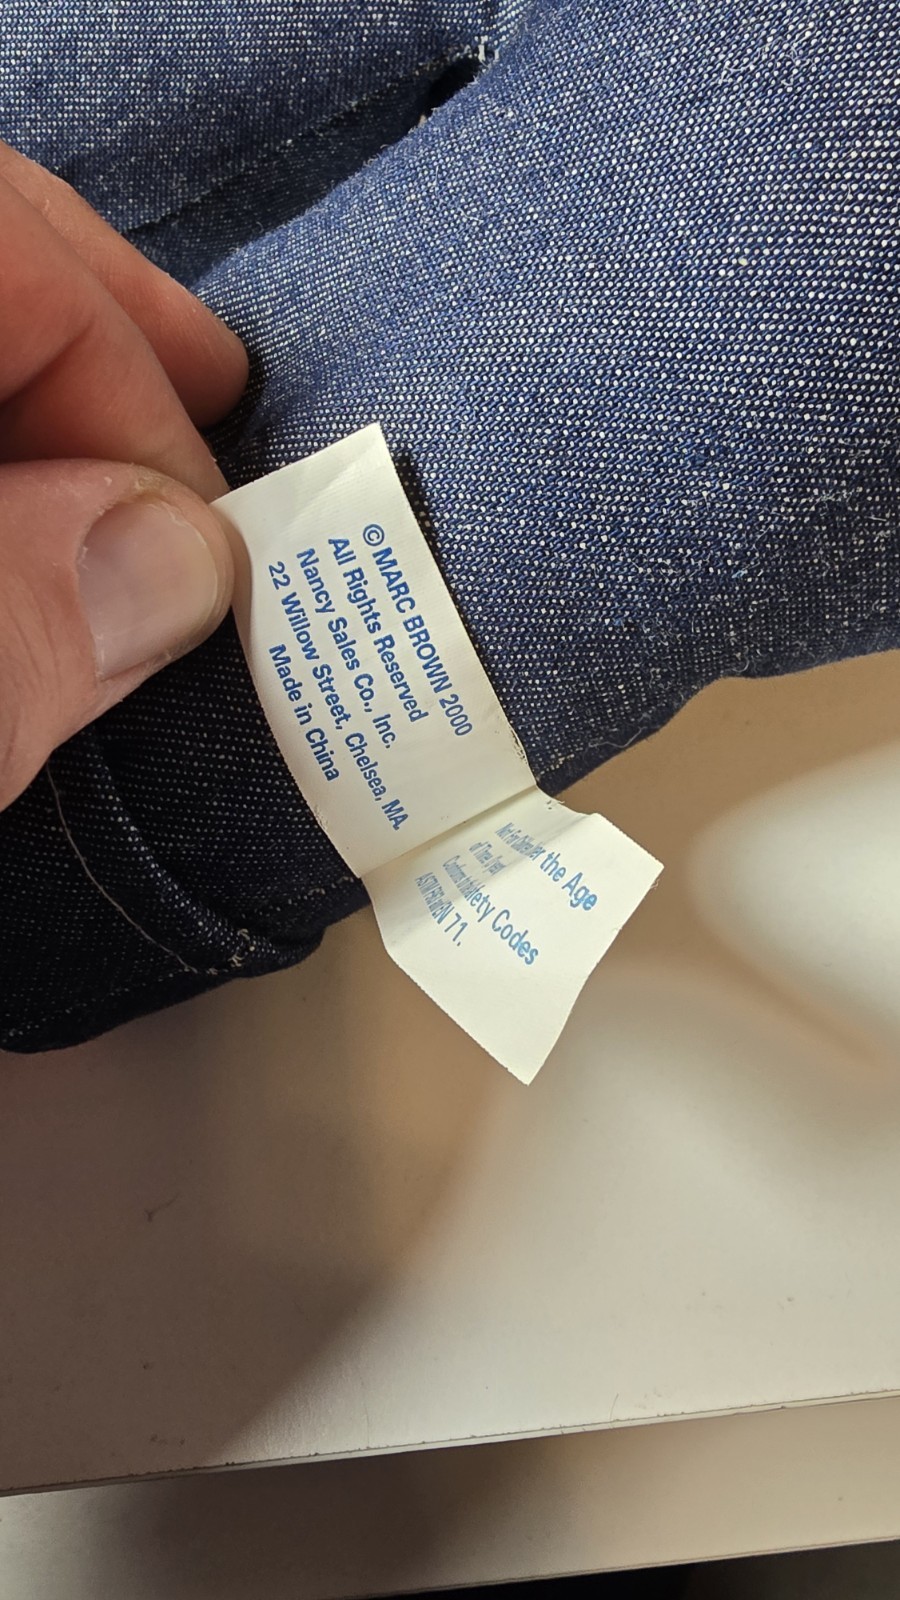 © MARC BROWN 2000
All Rights Reserved
Nancy Sales Co., Inc.
22 Willow Street, Chelsea, MA.
Made in China
the Age
Codes
71.